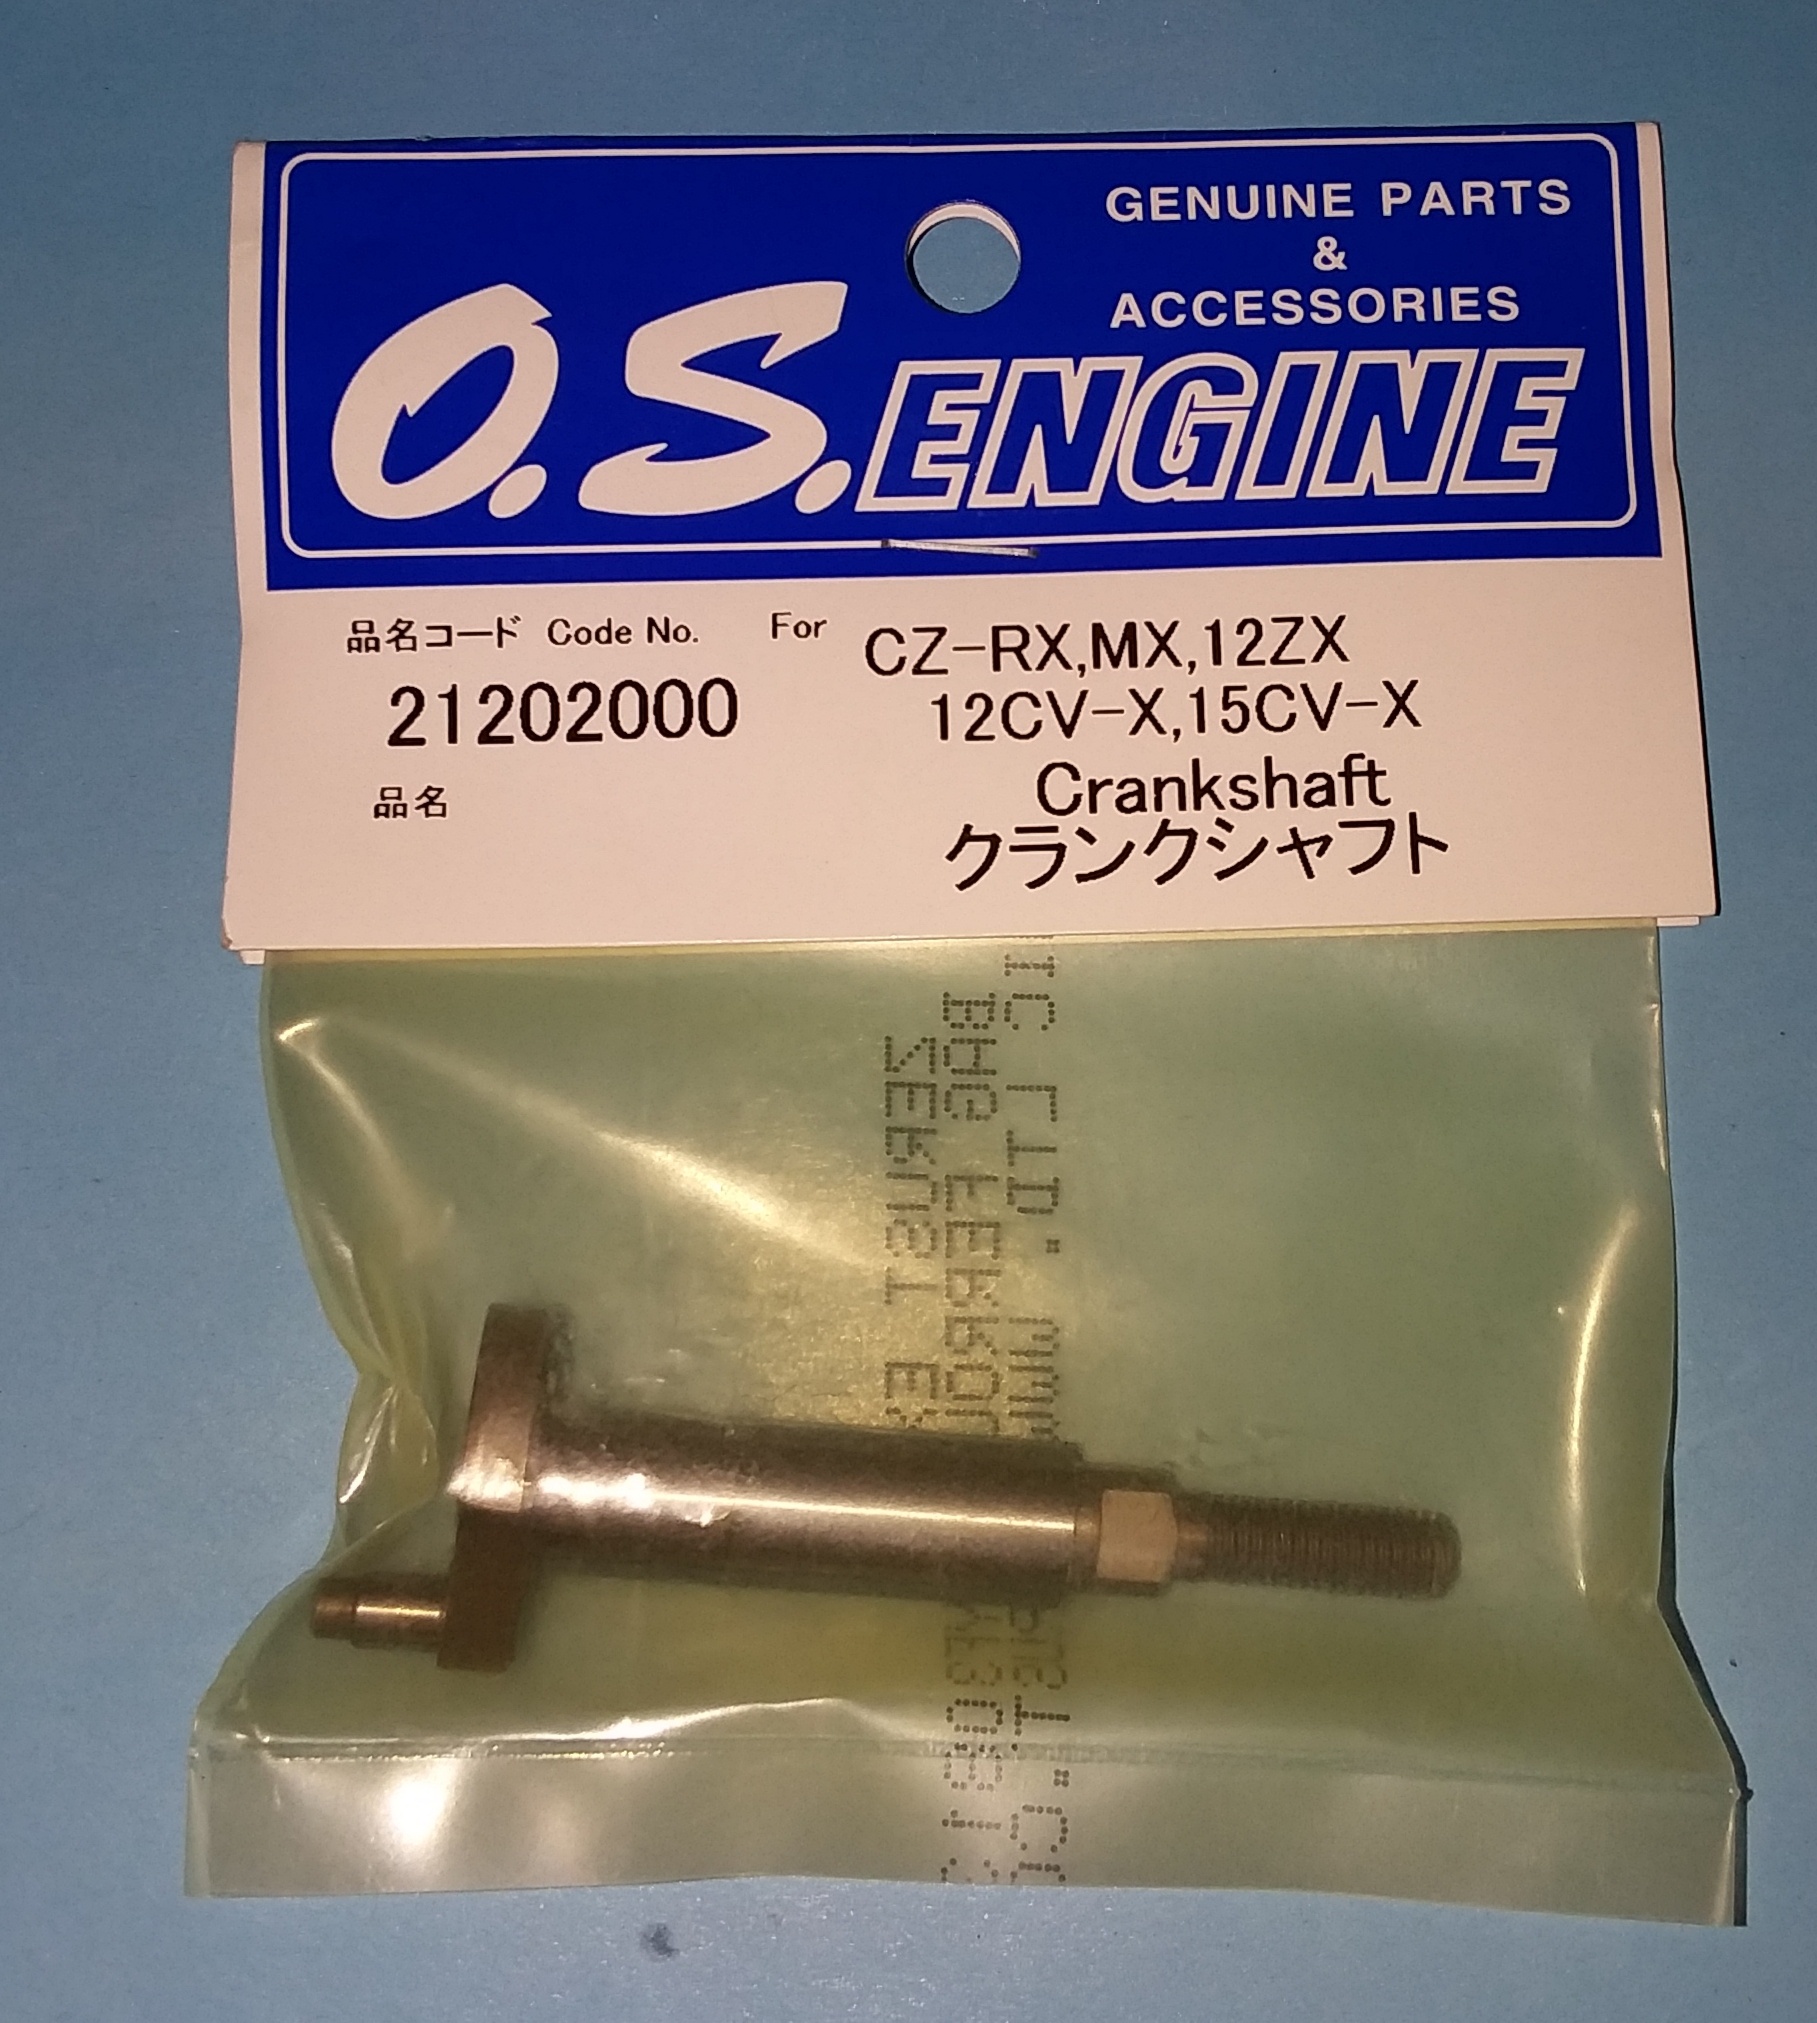 GENUINE PARTS
&
ACCESSORIES
O.S.ENGINE
品名コード Code No.
21202000
For CZ-RX,MX,12ZX
12CV-X,15CV-X
品名
Crankshaft
クランクシャフト